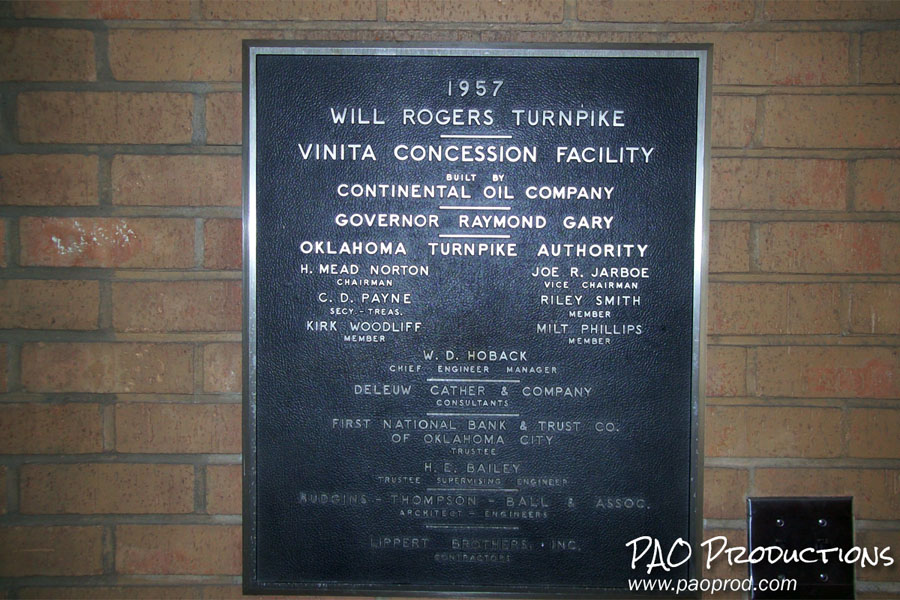 1957
WILL ROGERS TURNPIKE
VINITA CONCESSION FACILITY
BUILT BY
CONTINENTAL OIL COMPANY
GOVERNOR RAYMOND GARY
OKLAHOMA TURNPIKE AUTHORITY
H. MEAD NORTON JOE R. JARBOE
CHAIRMAN VICE CHAIRMAN
C. D. PAYNE RILEY SMITH
SECY - TREAS. MEMBER
KIRK WOODLIFF MILT PHILLIPS
MEMBER MEMBER
W. D. HOBACK
CHIEF ENGINEER MANAGER
DELEUW CATHER & COMPANY
CONSULTANTS
FIRST NATIONAL BANK & TRUST CO.
OF OKLAHOMA CITY
TRUSTEE
H. E. BAILEY
TRUSTEE SUPERVISING ENGINEER
HUDGINS - THOMPSON - BALL & ASSOC.
ARCHITECT - ENGINEERS
LIPPERT BROTHERS, INC.
CONTRACTORS
PAO PRODUCTIONS
www.paoprod.com